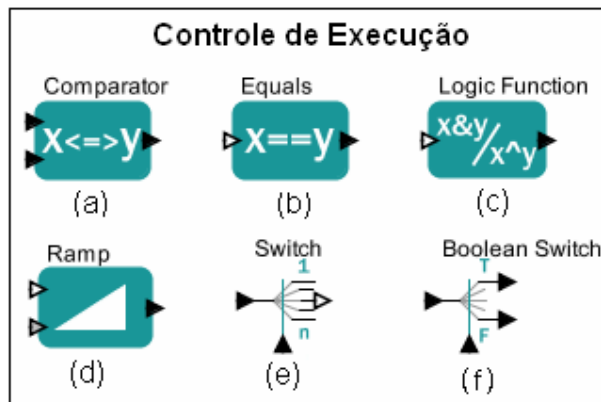 Controle de Execução
Comparator
Equals
Logic Function
x<=>y
x==y
x&y/x^y
(a)
(b)
(c)
Ramp
Switch
Boolean Switch
1
T
n
F
(d)
(e)
(f)